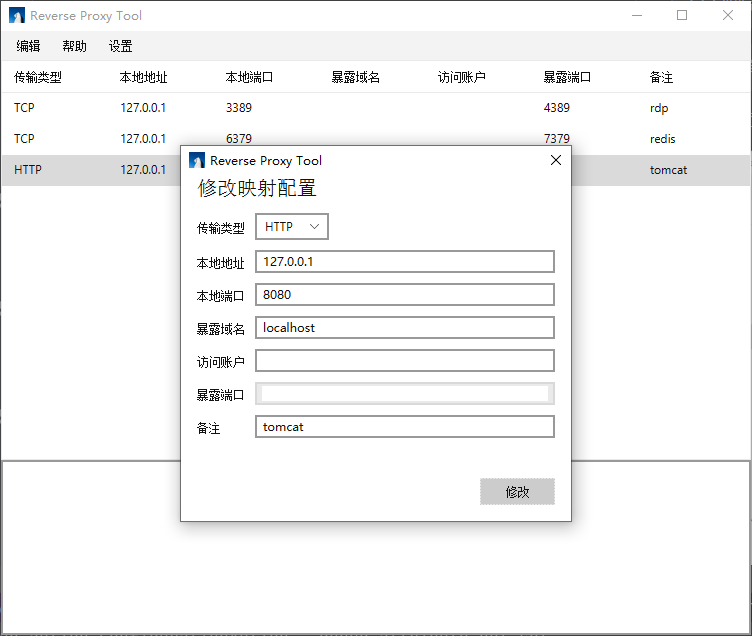 Reverse Proxy Tool
编辑 帮助 设置
传输类型 本地地址 本地端口 暴露域名 访问账户 暴露端口 备注
TCP 127.0.0.1 3389 4389 rdp
TCP 127.0.0.1 6379 7379 redis
HTTP 127.0.0.1 tomcat
Reverse Proxy Tool
修改映射配置
传输类型 HTTP
本地地址 127.0.0.1
本地端口 8080
暴露域名 localhost
访问账户
暴露端口
备注 tomcat
修改